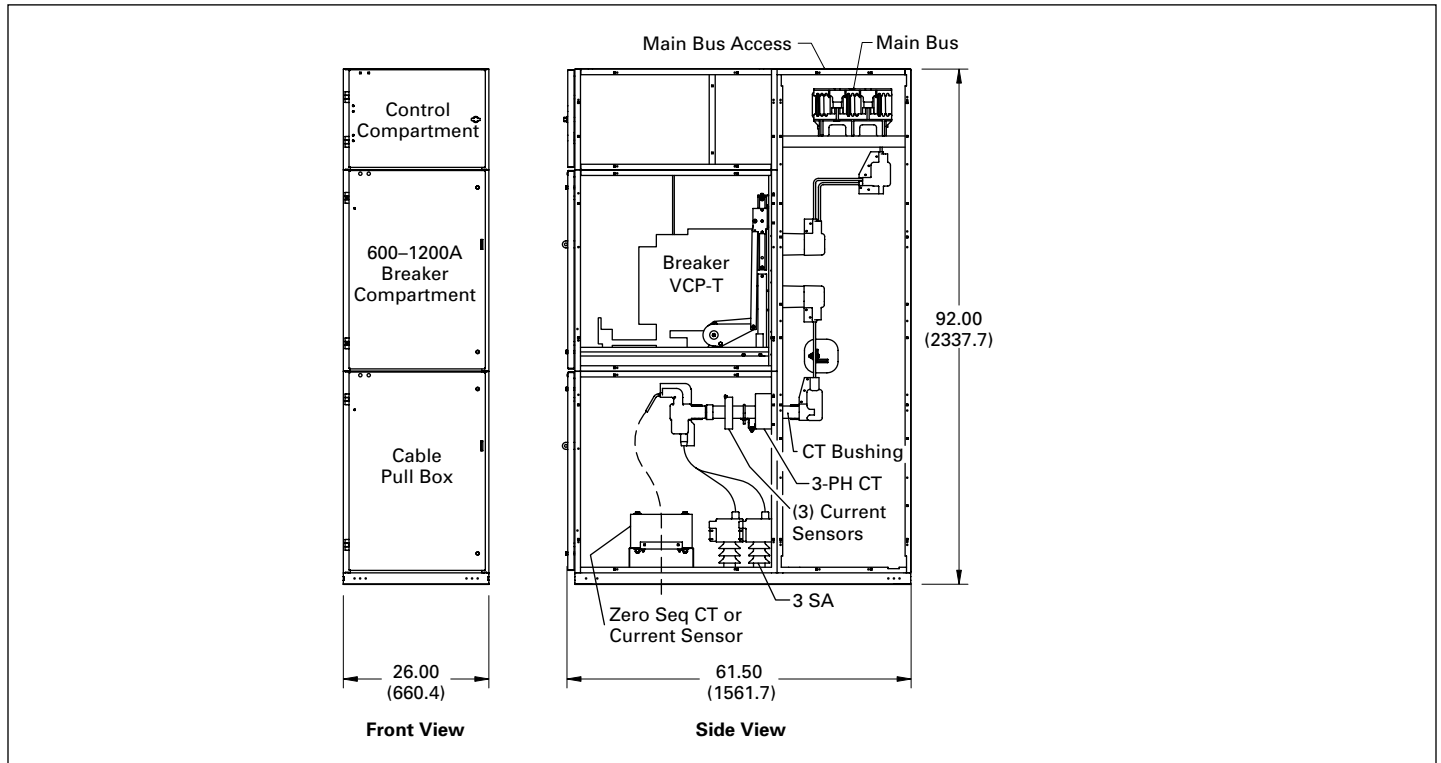 Main Bus Access
Main Bus
Control
Compartment
600–1200A
Breaker
Compartment
Breaker
VCP-T
92.00
(2337.7)
Cable
Pull Box
CT Bushing
3-PH CT
(3) Current
Sensors
3 SA
Zero Seq CT or
Current Sensor
26.00
(660.4)
61.50
(1561.7)
Front View
Side View